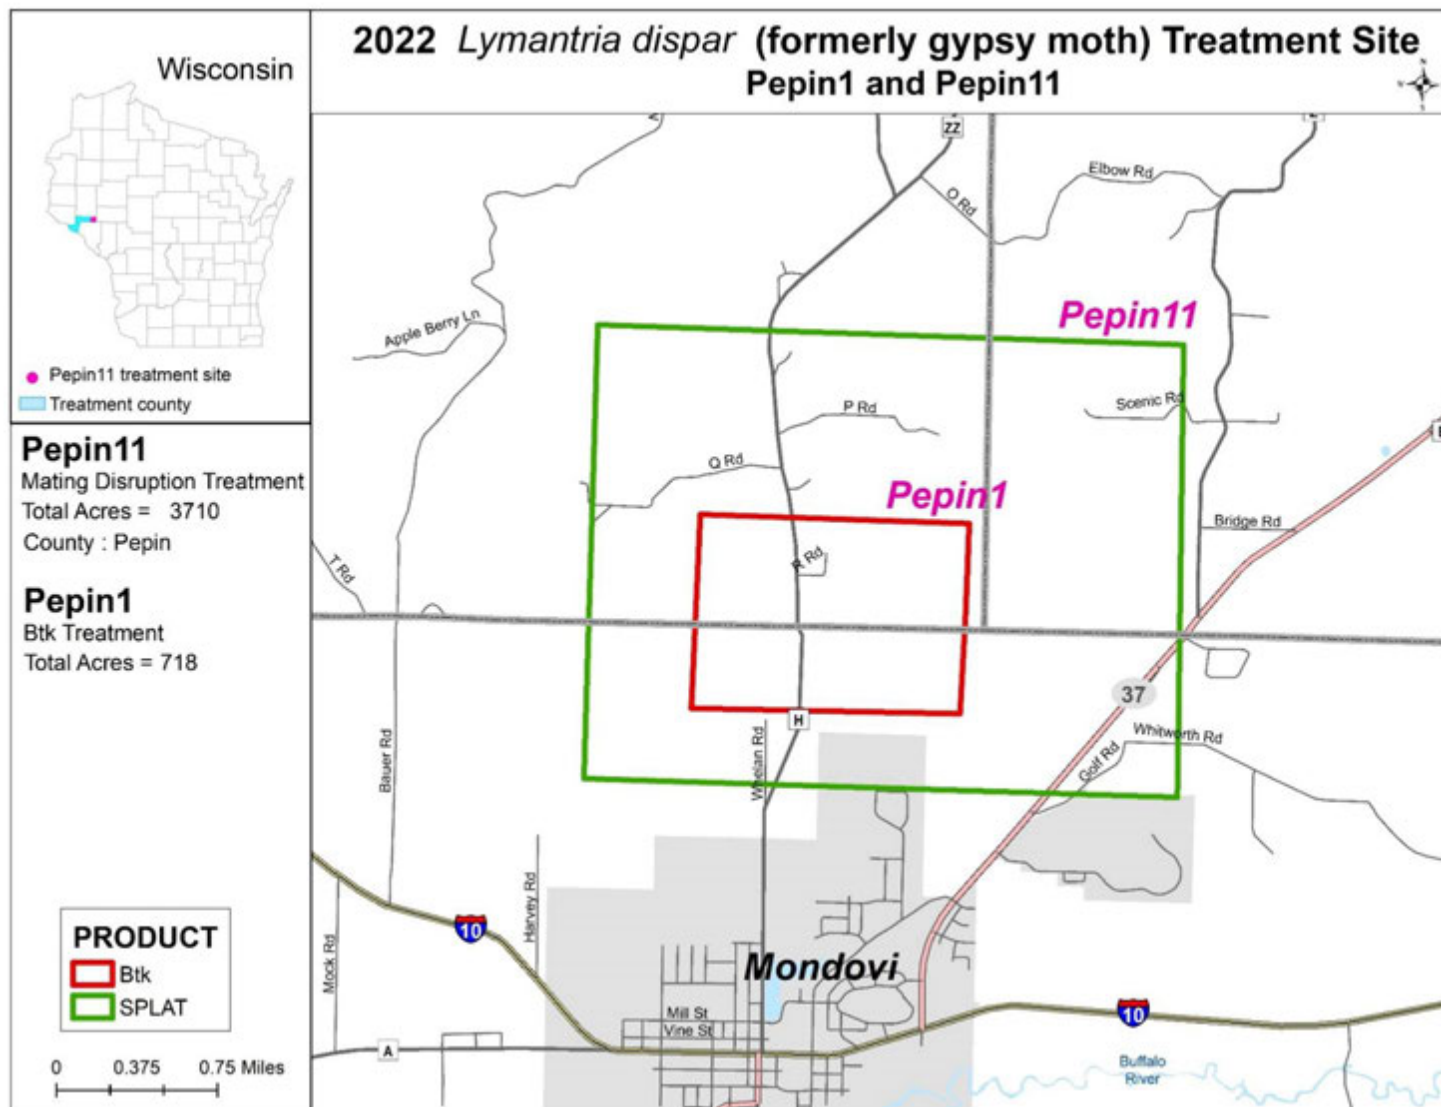 2022 Lymantria dispar (formerly gypsy moth) Treatment Site
Pepin1 and Pepin11
Wisconsin
Pepin11 treatment site
Treatment county
Pepin11
Mating Disruption Treatment
Total Acres = 3710
County : Pepin
Pepin1
Btk Treatment
Total Acres = 718
PRODUCT
Btk
SPLAT
0 0.375 0.75 Miles
ZZ
Elbow Rd
O Rd
Pepin11
Apple Berry Ln
Scenic Rd
P Rd
Q Rd
Pepin1
Bridge Rd
R Rd
T Rd
37
H
Whelan Rd
Whitworth Rd
Golf Rd
Bauer Rd
Harvey Rd
10
Mock Rd
Mondovi
Mill St
Vine St
10
A
Buffalo
River